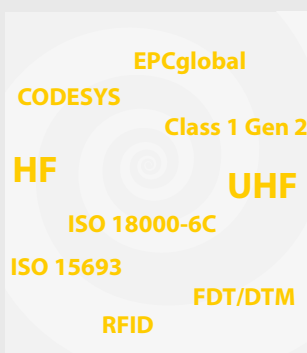 EPCglobal
CODESYS
Class 1 Gen 2
HF
UHF
ISO 18000-6C
ISO 15693
FDT/DTM
RFID